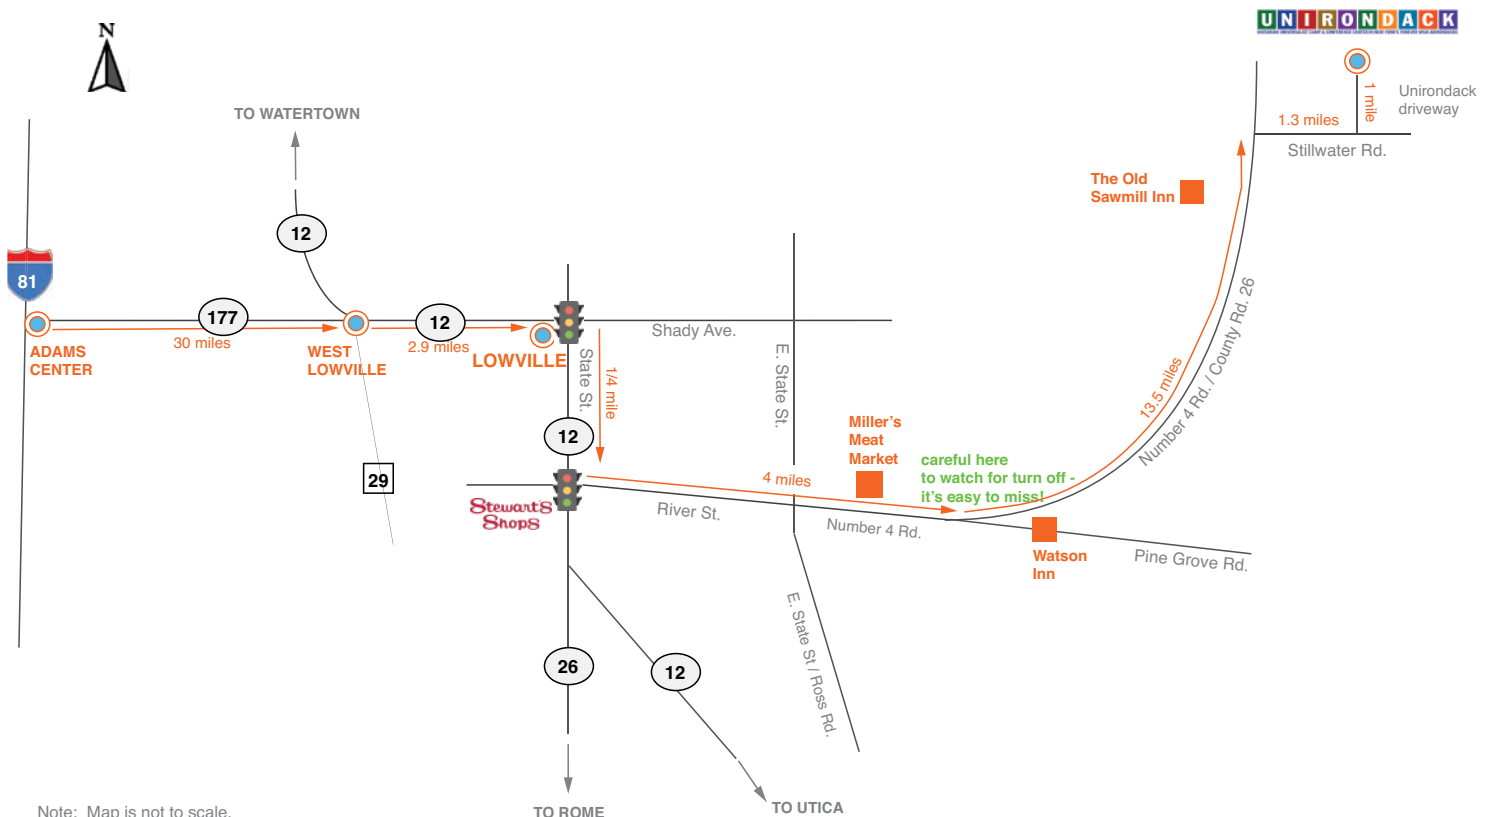 UNIRONDACK
N
1 mile
Unirondack
driveway
TO WATERTOWN
1.3 miles
Stillwater Rd.
The Old
Sawmill Inn
12
81
177
12
30 miles
2.9 miles
Shady Ave.
ADAMS
CENTER
WEST
LOWVILLE
LOWVILLE
State St.
1/4 mile
E. State St.
13.5 miles
Number 4 Rd. / County Rd. 26
12
Miller's
Meat
Market
careful here
to watch for turn off -
it's easy to miss!
29
4 miles
Stewart's
Shops
River St.
Number 4 Rd.
Watson
Inn
Pine Grove Rd.
E. State St / Ross Rd.
26
12
TO ROME
TO UTICA
Note: Map is not to scale.